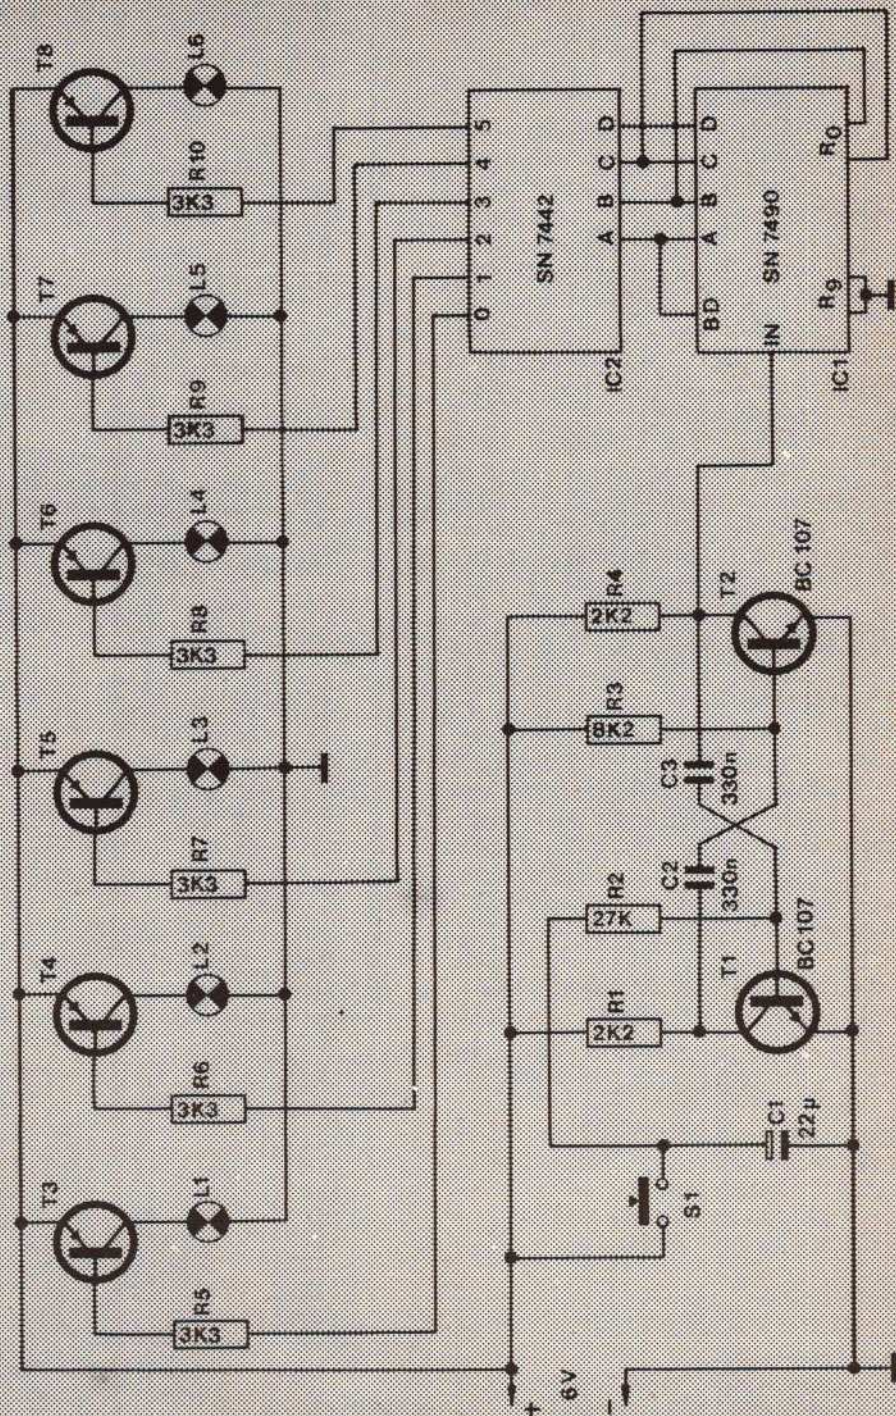 T3
T4
T5
T6
T7
T8
R5
3K3
L1
R6
3K3
L2
R7
3K3
L3
R8
3K3
L4
R9
3K3
L5
R10
3K3
L6
0 1 2 3 4 5
SN 7442
IC2
A B C D
BD A B C D
IN
SN 7490
IC1
R9
R0
+
6V
–
S1
C1
22µ
R1
2K2
R2
27K
R3
8K2
R4
2K2
C2
330n
C3
330n
T1
BC107
T2
BC 107